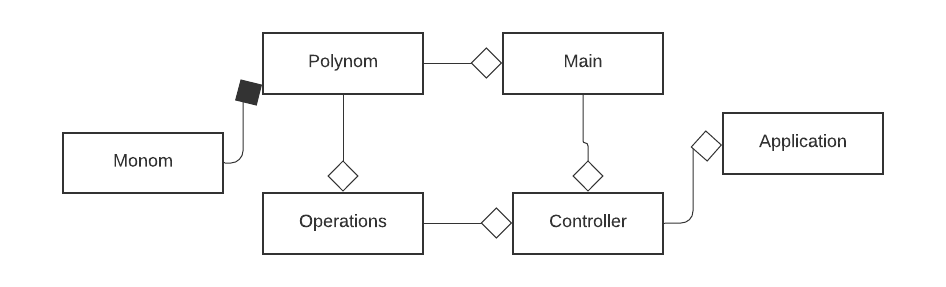 Polynom
Main
Application
Monom
Operations
Controller